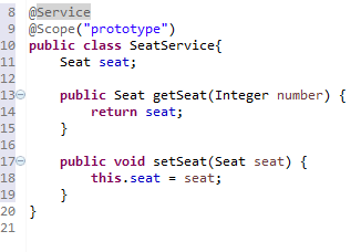 8 @Service
9 @Scope("prototype")
10 public class SeatService{
11 Seat seat;
12
13 public Seat getSeat(Integer number) {
14 return seat;
15 }
16
17 public void setSeat(Seat seat) {
18 this.seat = seat;
19 }
20 }
21